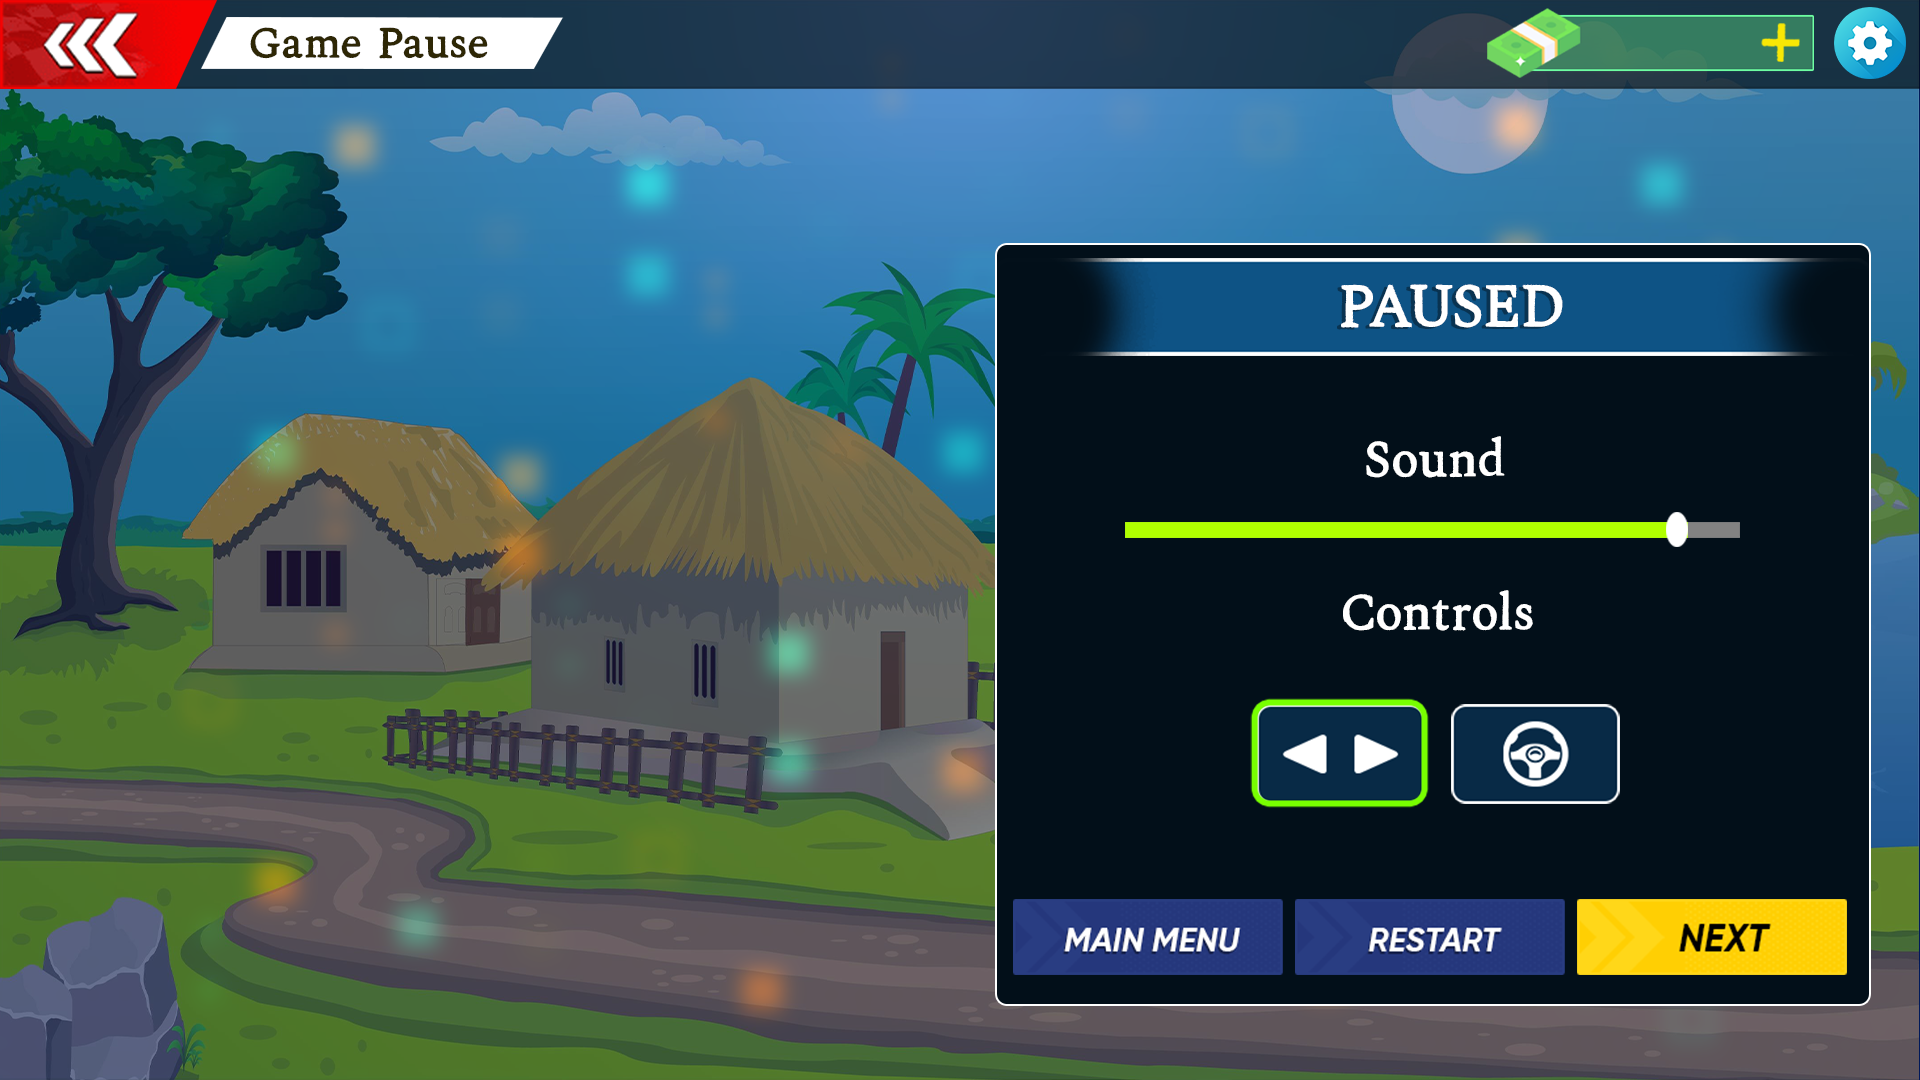 Game Pause
PAUSED
Sound
Controls
MAIN MENU
RESTART
NEXT